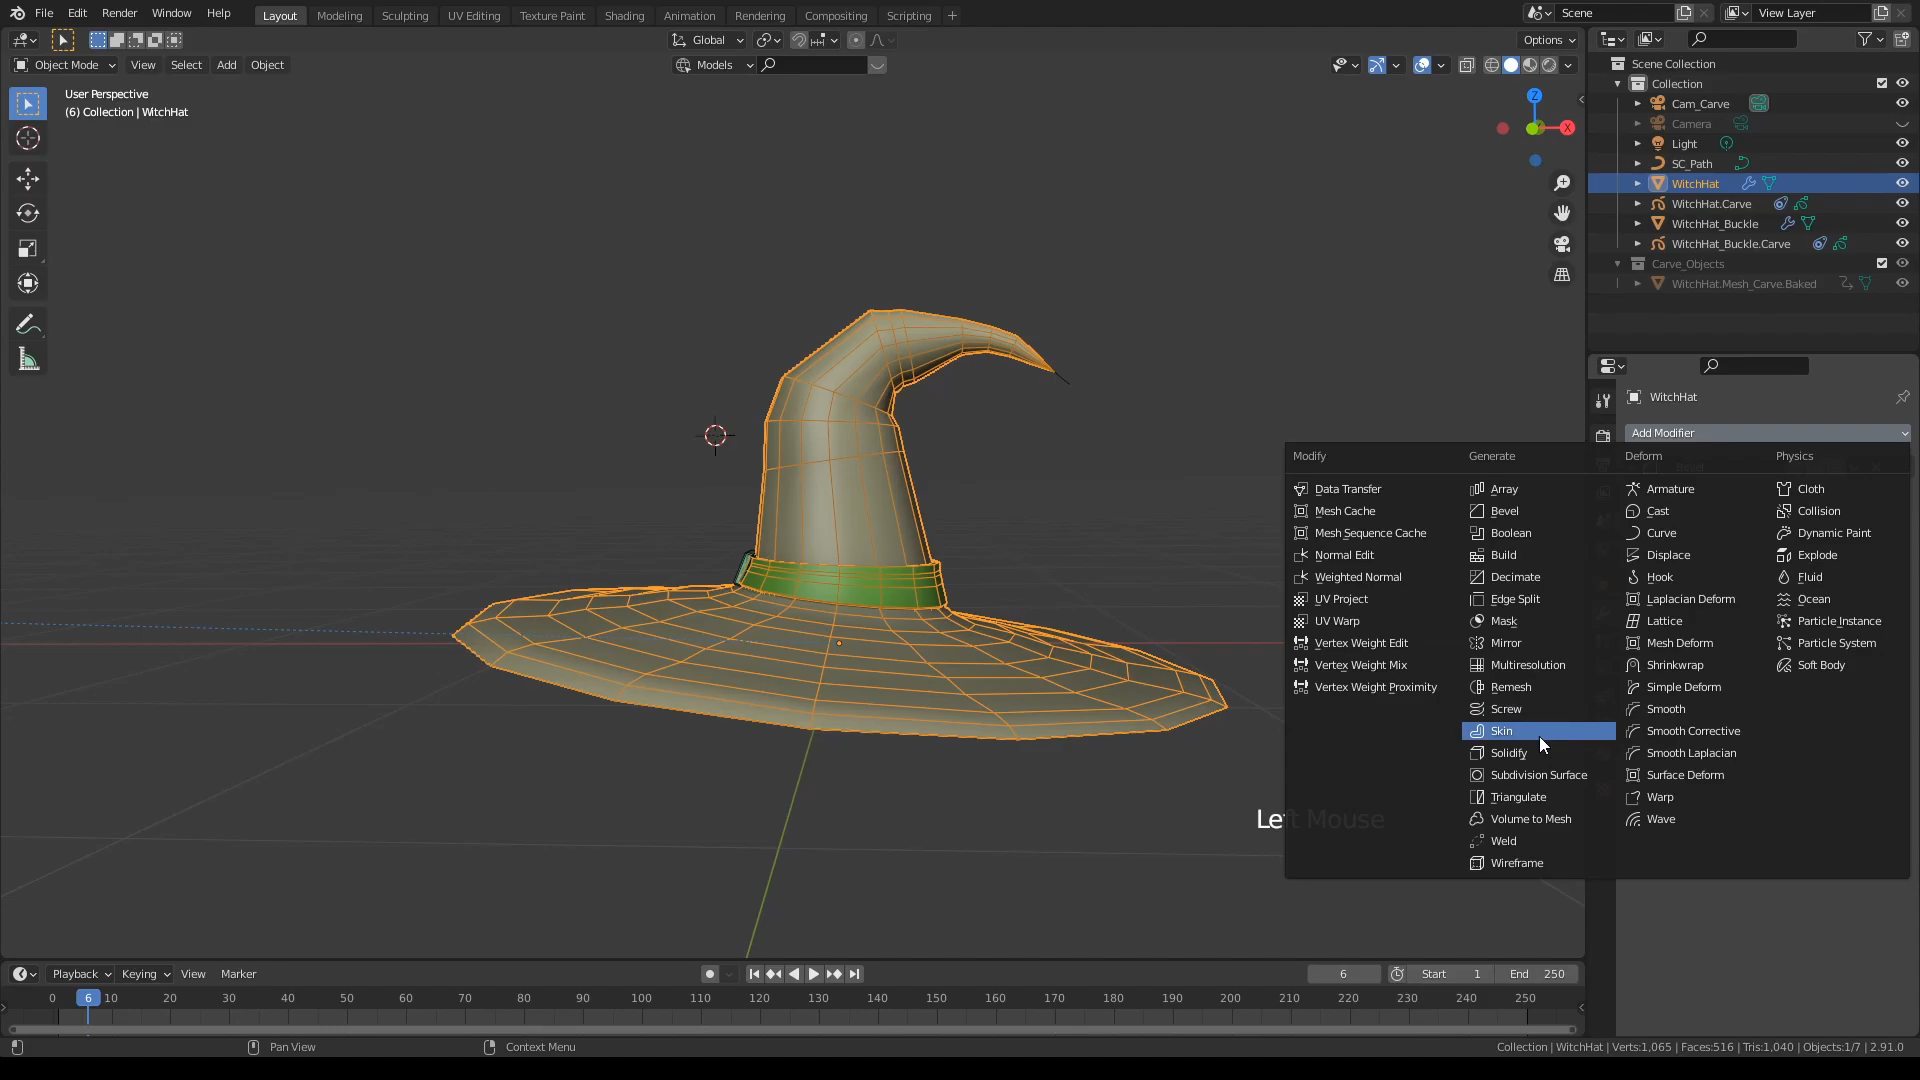 File Edit Render Window Help Layout Modeling Sculpting UV Editing Texture Paint Shading Animation Rendering Compositing Scripting + Scene View Layer
Global Options
Object Mode View Select Add Object Models
User Perspective
(6) Collection | WitchHat
Z
X
Scene Collection
Collection
Cam_Carve
Camera
Light
SC_Path
WitchHat
WitchHat.Carve
WitchHat_Buckle
WitchHat_Buckle.Carve
Carve_Objects
WitchHat.Mesh_Carve.Baked
WitchHat
Add Modifier
Modify Generate Deform Physics
Data Transfer Array Armature Cloth
Mesh Cache Bevel Cast Collision
Mesh Sequence Cache Boolean Curve Dynamic Paint
Normal Edit Build Displace Explode
Weighted Normal Decimate Hook Fluid
UV Project Edge Split Laplacian Deform Ocean
UV Warp Mask Lattice Particle Instance
Vertex Weight Edit Mirror Mesh Deform Particle System
Vertex Weight Mix Multiresolution Shrinkwrap Soft Body
Vertex Weight Proximity Remesh Simple Deform
Screw Smooth
Skin Smooth Corrective
Solidify Smooth Laplacian
Subdivision Surface Surface Deform
Triangulate Warp
Volume to Mesh Wave
Weld
Wireframe
Left Mouse
Playback Keying View Marker 6 Start 1 End 250
0 6 10 20 30 40 50 60 70 80 90 100 110 120 130 140 150 160 170 180 190 200 210 220 230 240 250
Pan View Context Menu Collection | WitchHat | Verts:1,065 | Faces:516 | Tris:1,040 | Objects:1/7 | 2.91.0